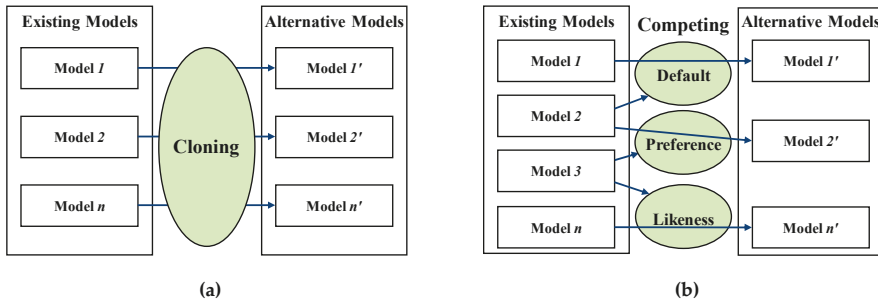 Existing Models
Alternative Models
Model 1
Model 1′
Model 2
Cloning
Model 2′
Model n
Model n′
(a)
Existing Models
Competing
Alternative Models
Model 1
Default
Model 1′
Model 2
Preference
Model 2′
Model 3
Model n
Likeness
Model n′
(b)